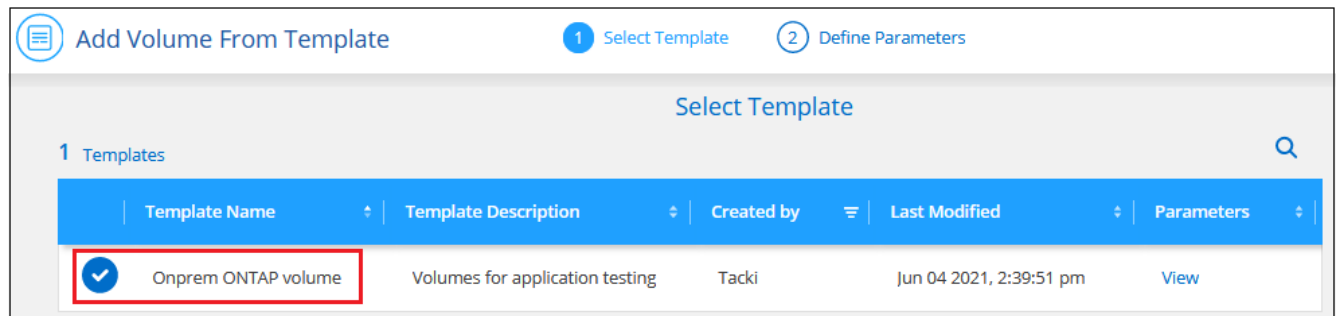 Add Volume From Template
1 Select Template
2 Define Parameters
Select Template
1 Templates
Template Name Template Description Created by Last Modified Parameters
Onprem ONTAP volume Volumes for application testing Tacki Jun 04 2021, 2:39:51 pm View